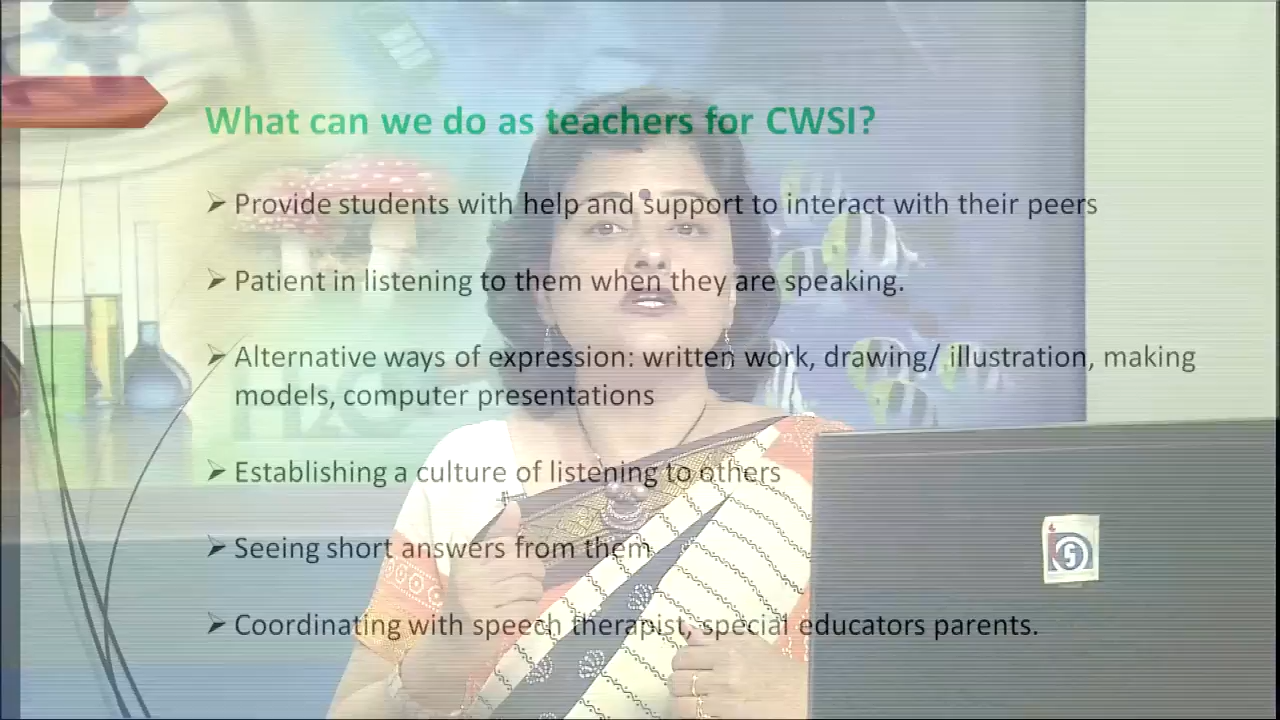 What can we do as teachers for CWSI?
Provide students with help and support to interact with their peers
Patient in listening to them when they are speaking.
Alternative ways of expression: written work, drawing/ illustration, making
models, computer presentations
Establishing a culture of listening to others
Seeing short answers from them
Coordinating with speech therapist, special educators parents.